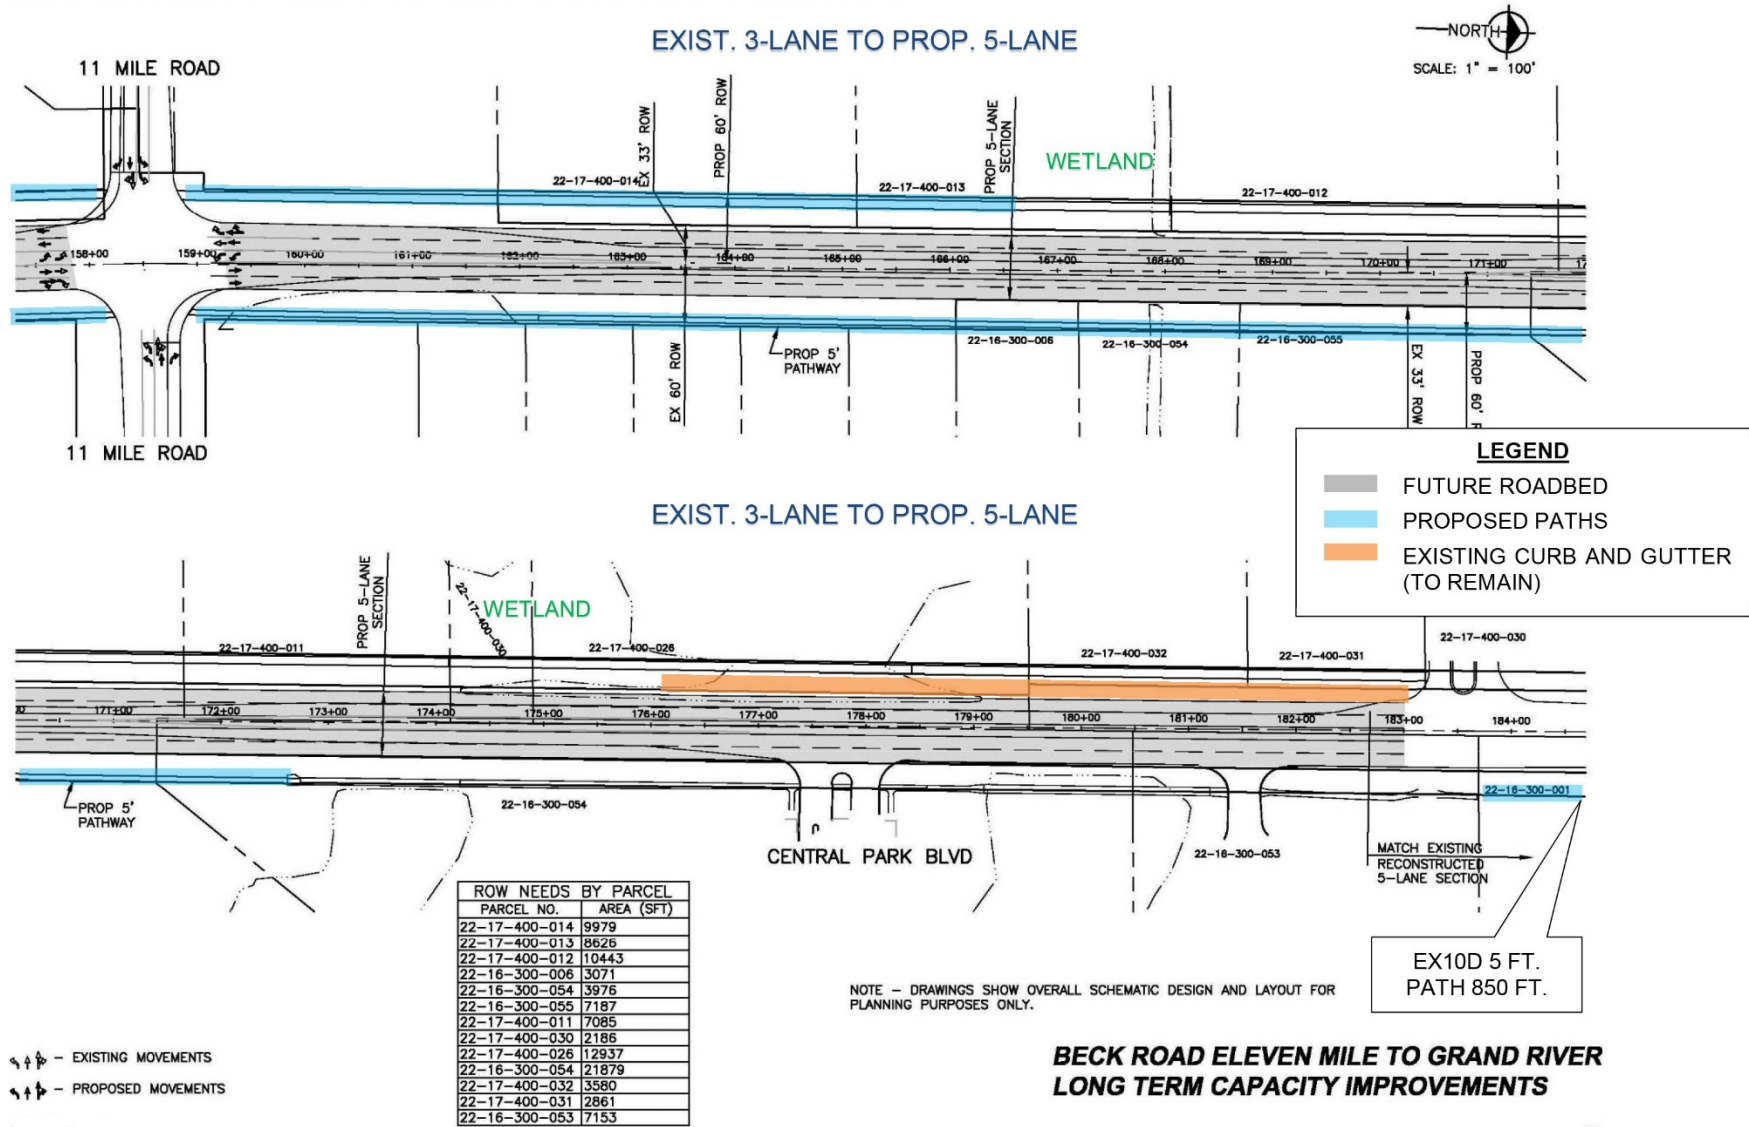 EXIST. 3-LANE TO PROP. 5-LANE
NORTH
SCALE: 1" = 100'
11 MILE ROAD
EX 33' ROW
PROP 60' ROW
PROP 5-LANE
SECTION
WETLAND
22-17-400-014
22-17-400-013
22-17-400-012
158+00 159+00 160+00 161+00 162+00 163+00 164+00 165+00 166+00 167+00 168+00 169+00 170+00 171+00 17
PROP 5'
PATHWAY
EX 60' ROW
22-16-300-006
22-16-300-054
22-16-300-055
EX 33' ROW
PROP 60' R
11 MILE ROAD
LEGEND
FUTURE ROADBED
PROPOSED PATHS
EXISTING CURB AND GUTTER
(TO REMAIN)
EXIST. 3-LANE TO PROP. 5-LANE
PROP 5-LANE
SECTION
22-17-400-030
WETLAND
22-17-400-011
22-17-400-026
22-17-400-032
22-17-400-031
22-17-400-030
00 171+00 172+00 173+00 174+00 175+00 176+00 177+00 178+00 179+00 180+00 181+00 182+00 183+00 184+00
PROP 5'
PATHWAY
22-16-300-054
CENTRAL PARK BLVD
22-16-300-053
22-16-300-001
MATCH EXISTING
RECONSTRUCTED
5-LANE SECTION
EX10D 5 FT.
PATH 850 FT.
ROW NEEDS BY PARCEL
PARCEL NO. AREA (SFT)
22-17-400-014 9979
22-17-400-013 8626
22-17-400-012 10443
22-16-300-006 3071
22-16-300-054 3976
22-16-300-055 7187
22-17-400-011 7085
22-17-400-030 2186
22-17-400-026 12937
22-16-300-054 21879
22-17-400-032 3580
22-17-400-031 2861
22-16-300-053 7153
NOTE - DRAWINGS SHOW OVERALL SCHEMATIC DESIGN AND LAYOUT FOR
PLANNING PURPOSES ONLY.
- EXISTING MOVEMENTS
- PROPOSED MOVEMENTS
BECK ROAD ELEVEN MILE TO GRAND RIVER
LONG TERM CAPACITY IMPROVEMENTS